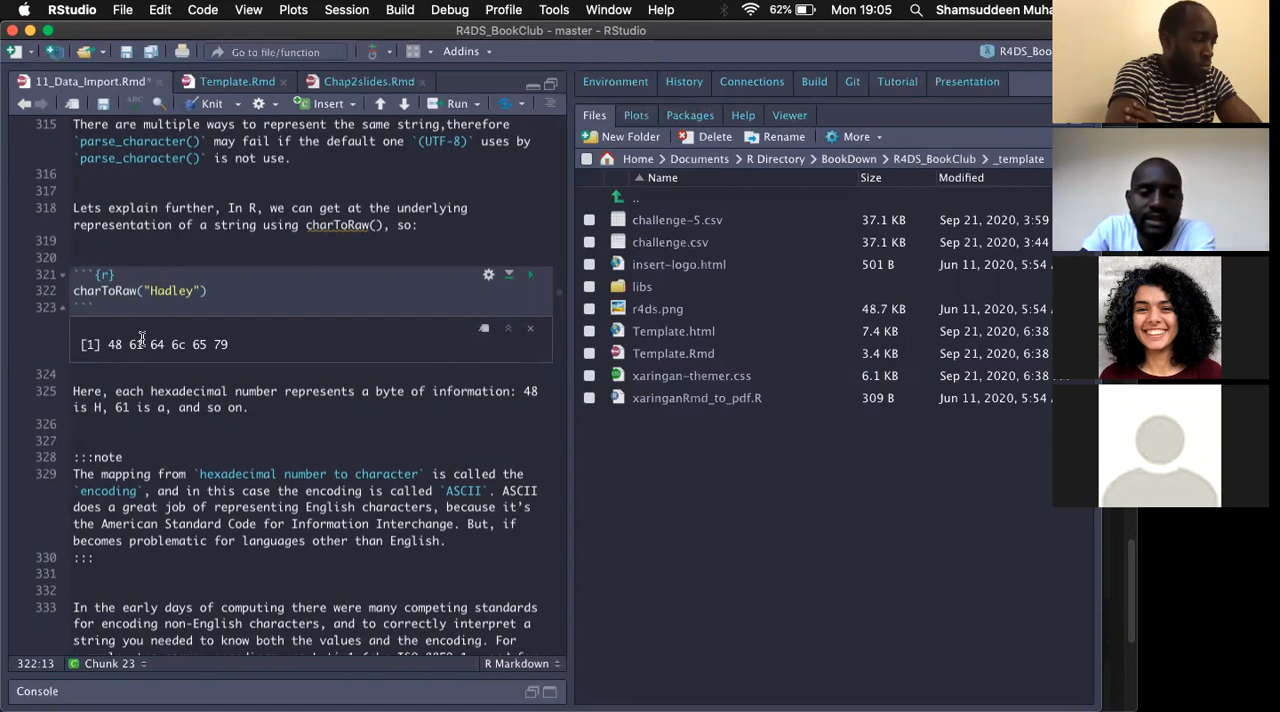 RStudio File Edit Code View Plots Session Build Debug Profile Tools Window Help 62% Mon 19:05 Shamsuddeen Muha
R4DS_BookClub - master - RStudio
Go to file/function Addins R4DS_Boo
11_Data_Import.Rmd* Template.Rmd Chap2slides.Rmd
ABC Knit Insert Run
315 There are multiple ways to represent the same string,therefore
`parse_character()` may fail if the default one `(UTF-8)` uses by
`parse_character()` is not use.
316
317
318 Lets explain further, In R, we can get at the underlying
representation of a string using charToRaw(), so:
319
320
321 ```{r}
322 charToRaw("Hadley")
323 ```
[1] 48 61 64 6c 65 79
324
325 Here, each hexadecimal number represents a byte of information: 48
is H, 61 is a, and so on.
326
327
328 :::note
329 The mapping from `hexadecimal number to character` is called the
`encoding`, and in this case the encoding is called `ASCII`. ASCII
does a great job of representing English characters, because it's
the American Standard Code for Information Interchange. But, if
becomes problematic for languages other than English.
330 :::
331
332
333 In the early days of computing there were many competing standards
for encoding non-English characters, and to correctly interpret a
string you needed to know both the values and the encoding. For
322:13 Chunk 23 R Markdown
Console
Environment History Connections Build Git Tutorial Presentation
Files Plots Packages Help Viewer
New Folder Delete Rename More
Home Documents R Directory BookDown R4DS_BookClub _template
Name Size Modified
..
challenge-5.csv 37.1 KB Sep 21, 2020, 3:59
challenge.csv 37.1 KB Sep 21, 2020, 3:44
insert-logo.html 501 B Jun 11, 2020, 5:54
libs
r4ds.png 48.7 KB Jun 11, 2020, 5:54
Template.html 7.4 KB Sep 21, 2020, 6:38
Template.Rmd 3.4 KB Sep 21, 2020, 6:38
xaringan-themer.css 6.1 KB Sep 21, 2020, 6:38
xaringanRmd_to_pdf.R 309 B Jun 11, 2020, 5:54